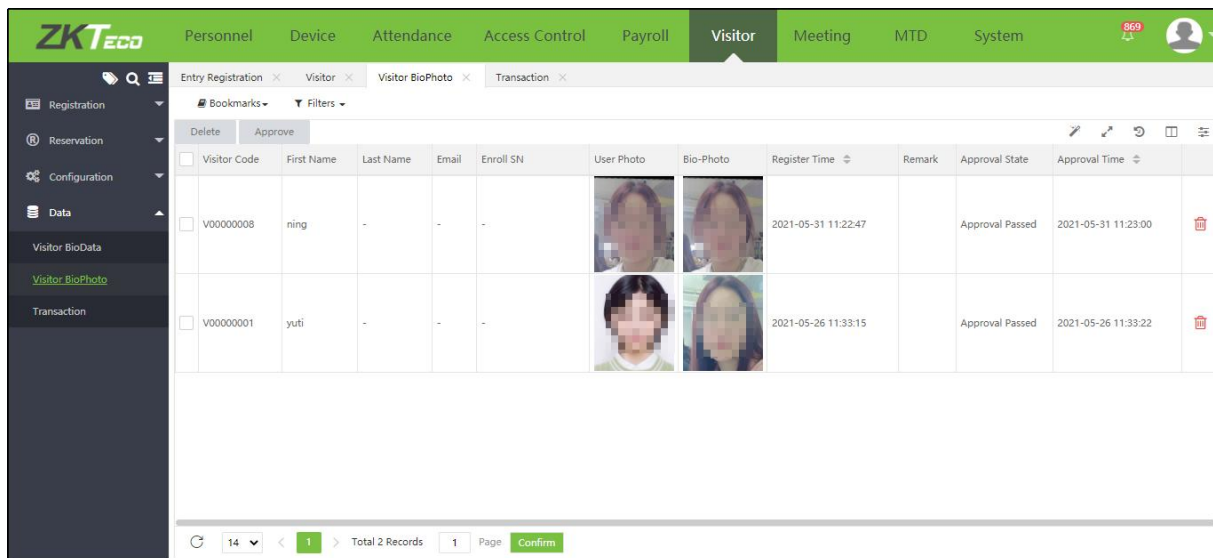 ZKTeco Personnel Device Attendance Access Control Payroll Visitor Meeting MTD System 869
Entry Registration Visitor Visitor BioPhoto Transaction
Bookmarks Filters
Delete Approve
Visitor Code First Name Last Name Email Enroll SN User Photo Bio-Photo Register Time Remark Approval State Approval Time
V00000008 ning - - - 2021-05-31 11:22:47 Approval Passed 2021-05-31 11:23:00
V00000001 yuti - - - 2021-05-26 11:33:15 Approval Passed 2021-05-26 11:33:22
Registration
® Reservation
Configuration
Data
Visitor BioData
Visitor BioPhoto
Transaction
14 < 1 > Total 2 Records 1 Page Confirm